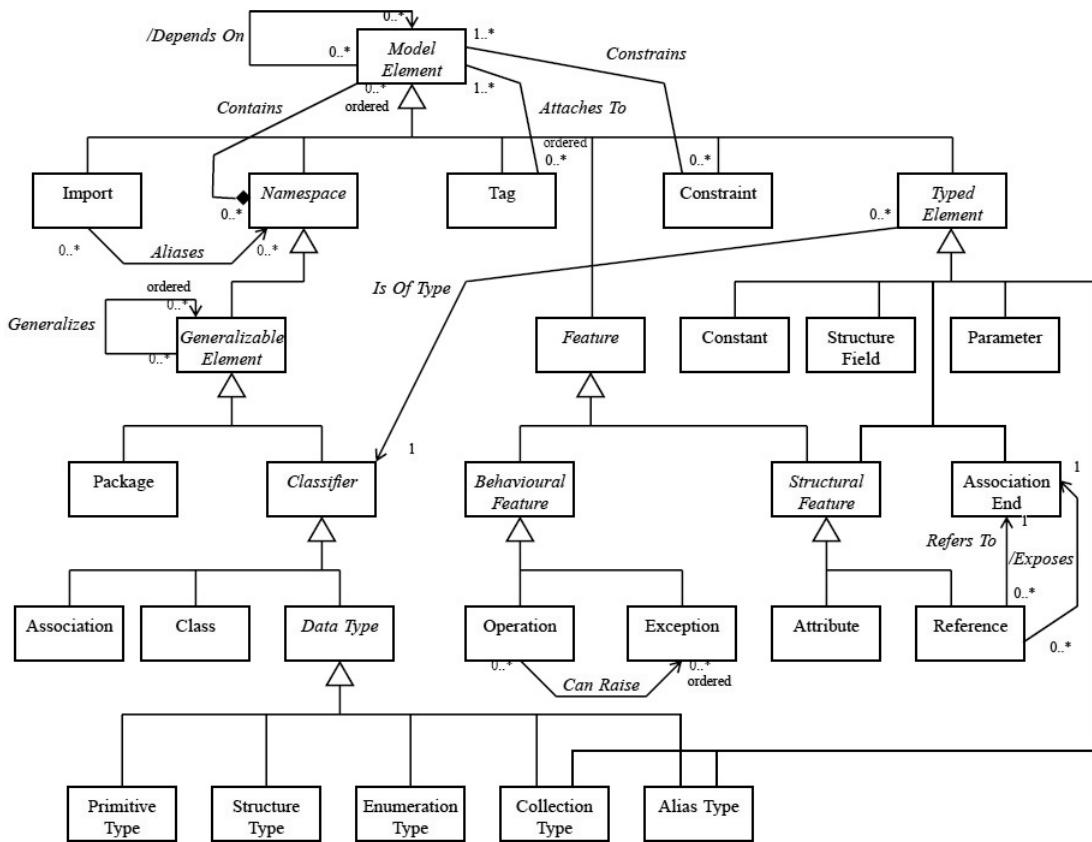 0..*
/Depends On
0..*
Model
Element
1..*
Constrains
0..*
ordered
1..*
Contains
Attaches To
ordered
0..*
0..*
Import
Namespace
Tag
Constraint
Typed
Element
0..*
0..*
0..*
Aliases
0..*
Is Of Type
ordered
0..*
Generalizes
0..*
Generalizable
Element
Feature
Constant
Structure
Field
Parameter
1
1
Package
Classifier
Behavioural
Feature
Structural
Feature
Association
End
1
Refers To
/Exposes
0..*
Association
Class
Data Type
Operation
Exception
Attribute
Reference
0..*
0..*
0..*
ordered
Can Raise
Primitive
Type
Structure
Type
Enumeration
Type
Collection
Type
Alias Type